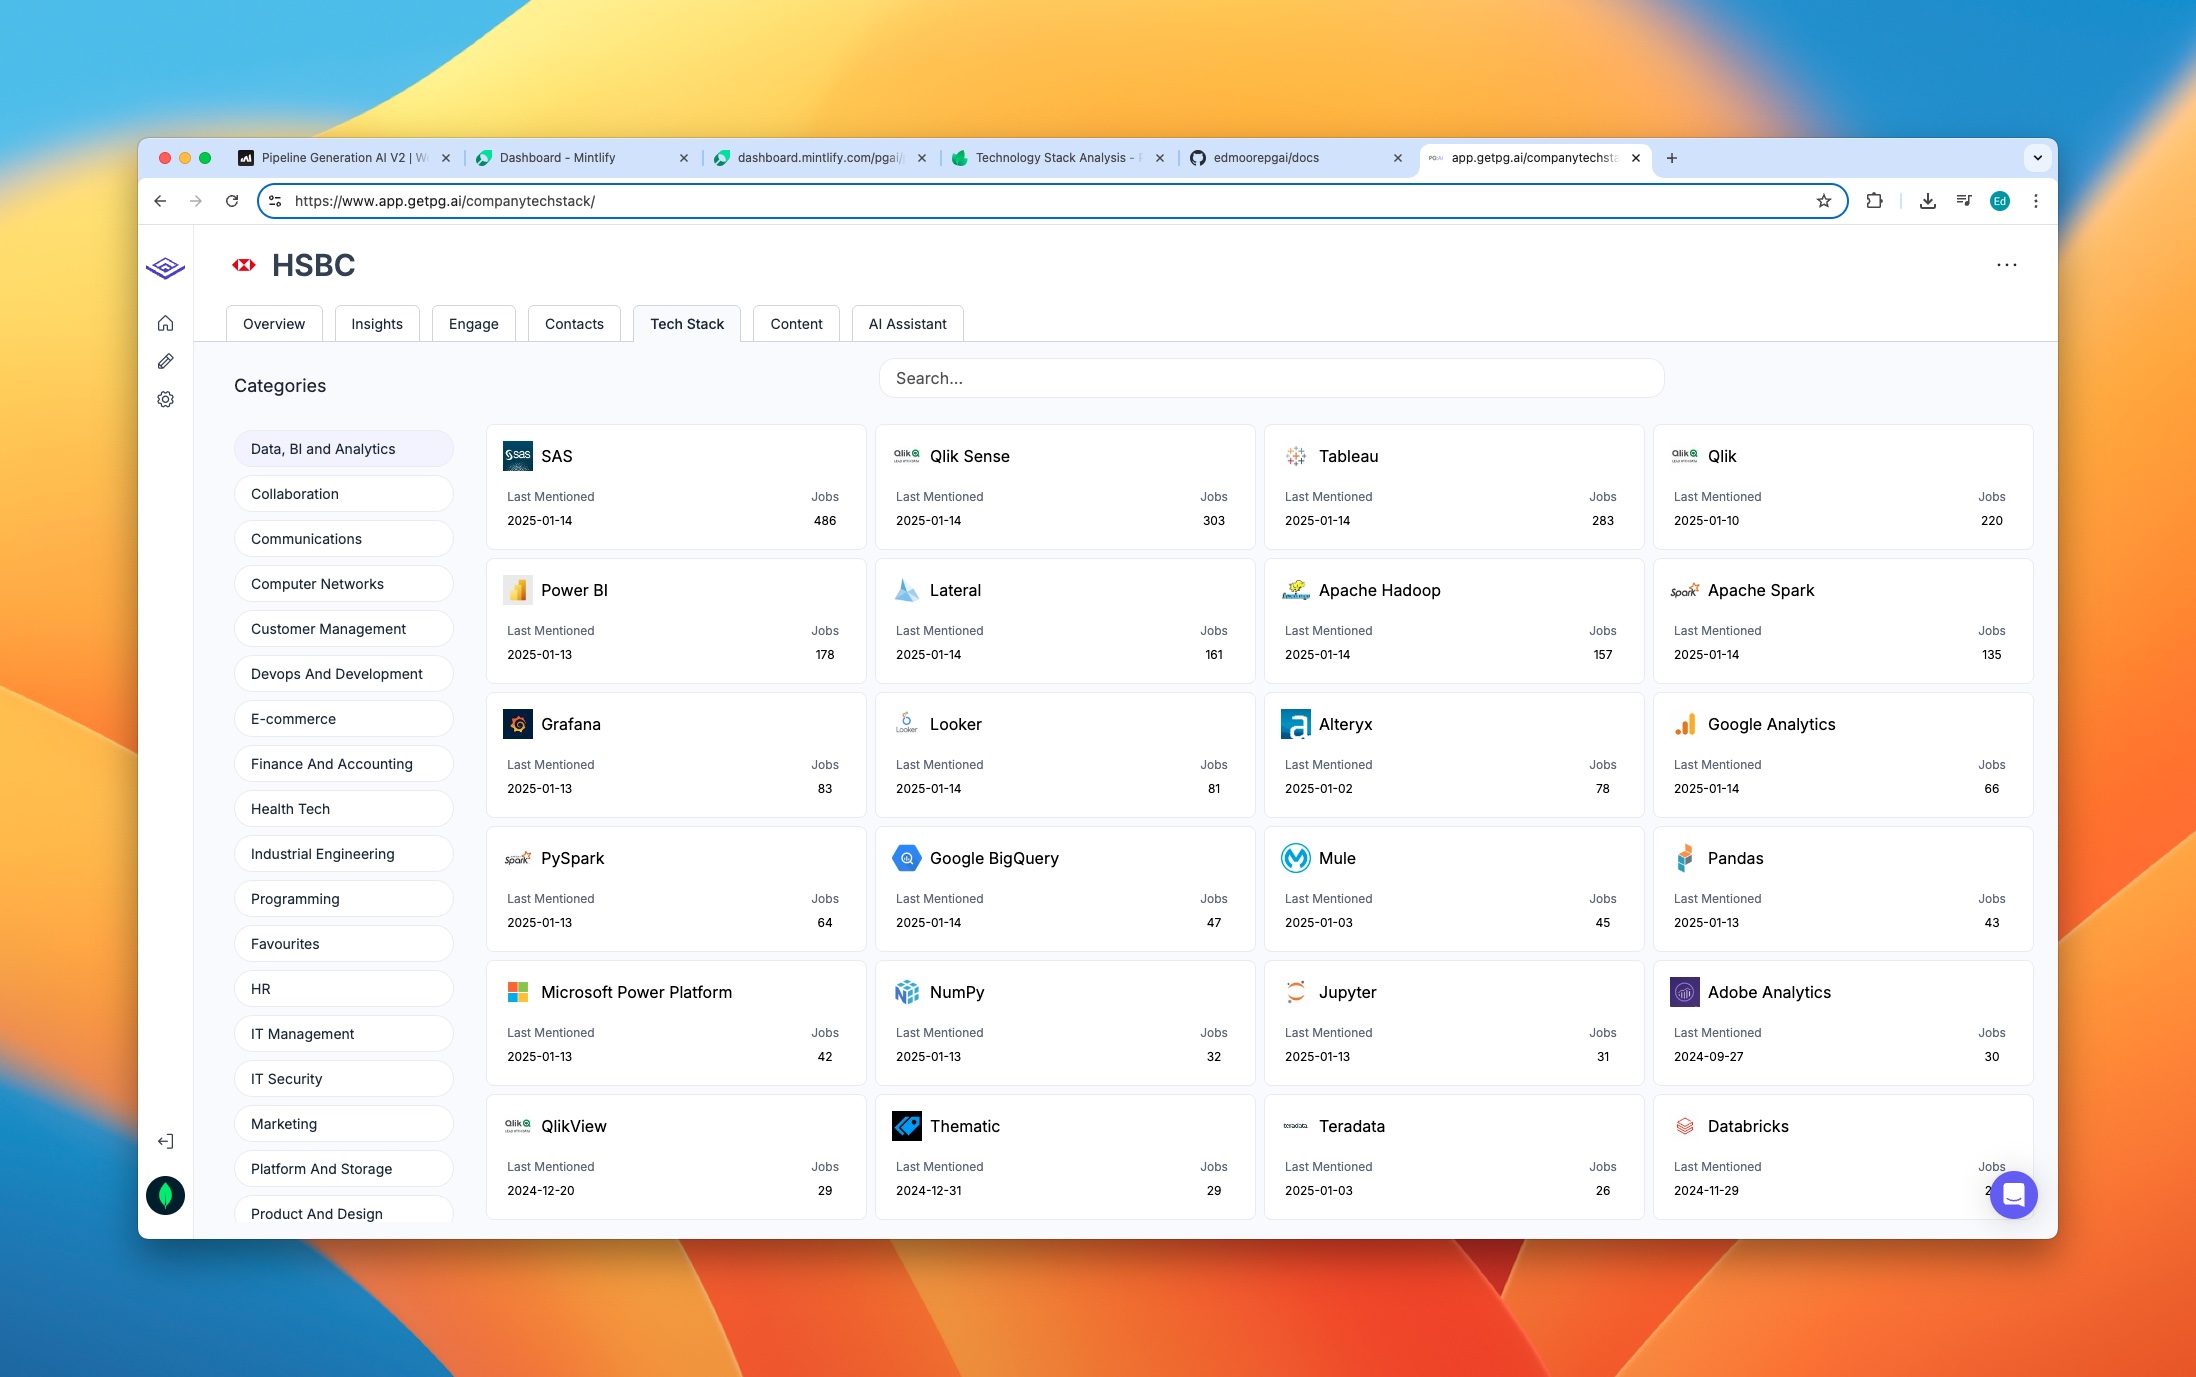 Pipeline Generation AI V2 | W
Dashboard - Mintlify
dashboard.mintlify.com/pgai/
Technology Stack Analysis -
edmoorepgai/docs
app.getpg.ai/companytechsta
https://www.app.getpg.ai/companytechstack/
Ed
HSBC
Overview
Insights
Engage
Contacts
Tech Stack
Content
AI Assistant
Categories
Search...
Data, BI and Analytics
Collaboration
Communications
Computer Networks
Customer Management
Devops And Development
E-commerce
Finance And Accounting
Health Tech
Industrial Engineering
Programming
Favourites
HR
IT Management
IT Security
Marketing
Platform And Storage
Product And Design
SAS
Last Mentioned Jobs
2025-01-14 486
Qlik Sense
Last Mentioned Jobs
2025-01-14 303
Tableau
Last Mentioned Jobs
2025-01-14 283
Qlik
Last Mentioned Jobs
2025-01-10 220
Power BI
Last Mentioned Jobs
2025-01-13 178
Lateral
Last Mentioned Jobs
2025-01-14 161
Apache Hadoop
Last Mentioned Jobs
2025-01-14 157
Apache Spark
Last Mentioned Jobs
2025-01-14 135
Grafana
Last Mentioned Jobs
2025-01-13 83
Looker
Last Mentioned Jobs
2025-01-14 81
Alteryx
Last Mentioned Jobs
2025-01-02 78
Google Analytics
Last Mentioned Jobs
2025-01-14 66
PySpark
Last Mentioned Jobs
2025-01-13 64
Google BigQuery
Last Mentioned Jobs
2025-01-14 47
Mule
Last Mentioned Jobs
2025-01-03 45
Pandas
Last Mentioned Jobs
2025-01-13 43
Microsoft Power Platform
Last Mentioned Jobs
2025-01-13 42
NumPy
Last Mentioned Jobs
2025-01-13 32
Jupyter
Last Mentioned Jobs
2025-01-13 31
Adobe Analytics
Last Mentioned Jobs
2024-09-27 30
QlikView
Last Mentioned Jobs
2024-12-20 29
Thematic
Last Mentioned Jobs
2024-12-31 29
Teradata
Last Mentioned Jobs
2025-01-03 26
Databricks
Last Mentioned Jobs
2024-11-29